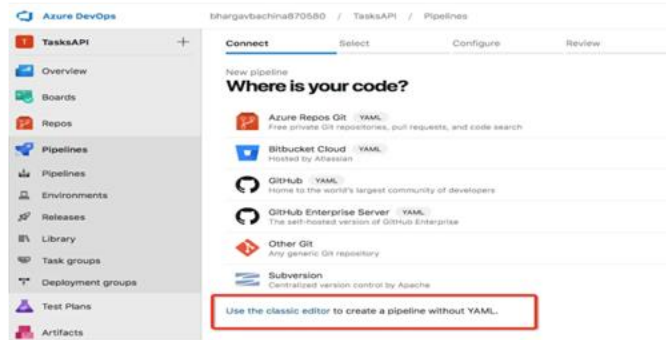 Azure DevOps
bhargavbachina870580 / TasksAPI / Pipelines
T TasksAPI +
Overview
Boards
Repos
Pipelines
Pipelines
Environments
Releases
Library
Task groups
Deployment groups
Test Plans
Artifacts
Connect Select Configure Review
New pipeline
Where is your code?
Azure Repos Git YAML
Free private Git repositories, pull requests, and code search
Bitbucket Cloud YAML
Hosted by Atlassian
GitHub YAML
Home to the world's largest community of developers
GitHub Enterprise Server YAML
The self-hosted version of GitHub Enterprise
Other Git
Any generic Git repository
Subversion
Centralized version control by Apache
Use the classic editor to create a pipeline without YAML.